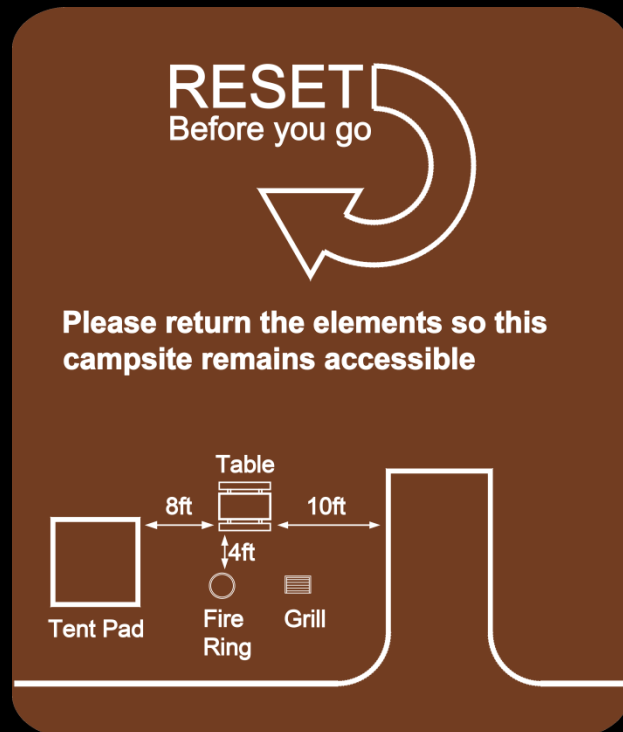 RESET
Before you go
Please return the elements so this
campsite remains accessible
Table
8ft
10ft
4ft
Tent Pad
Fire
Ring
Grill